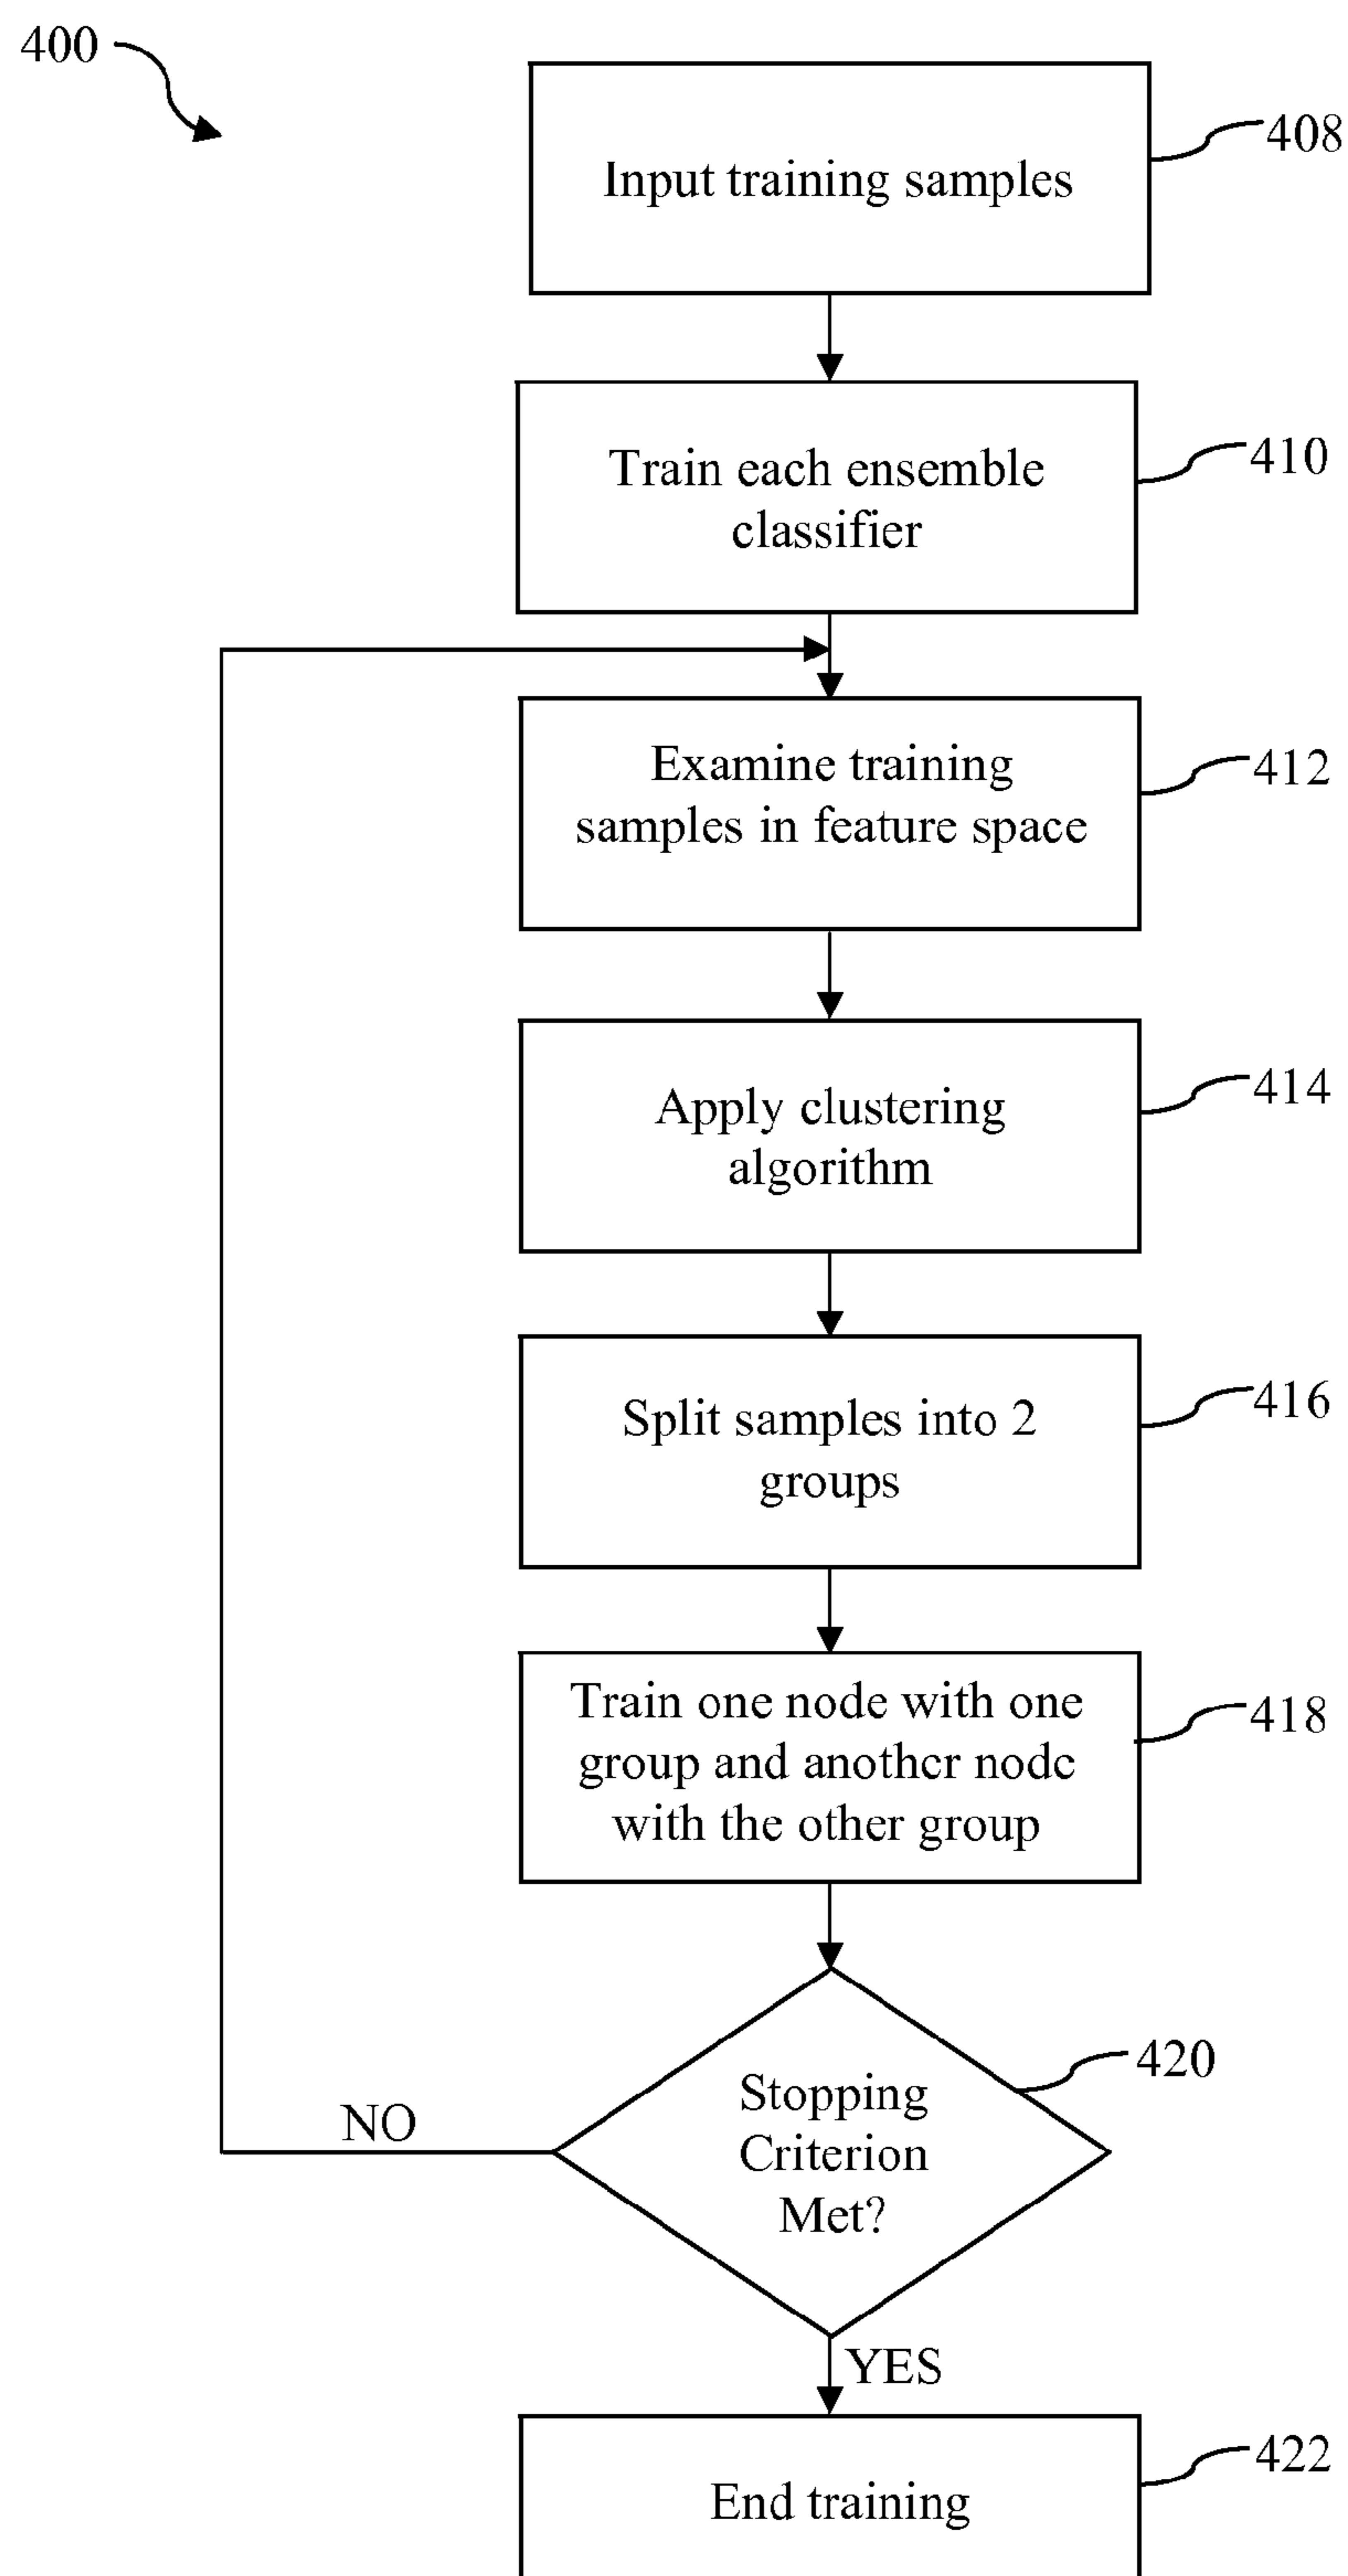 400
Input training samples
408
Train each ensemble
classifier
410
Examine training
samples in feature space
412
Apply clustering
algorithm
414
Split samples into 2
groups
416
Train one node with one
group and another node
with the other group
418
Stopping
Criterion
Met?
420
NO
YES
End training
422